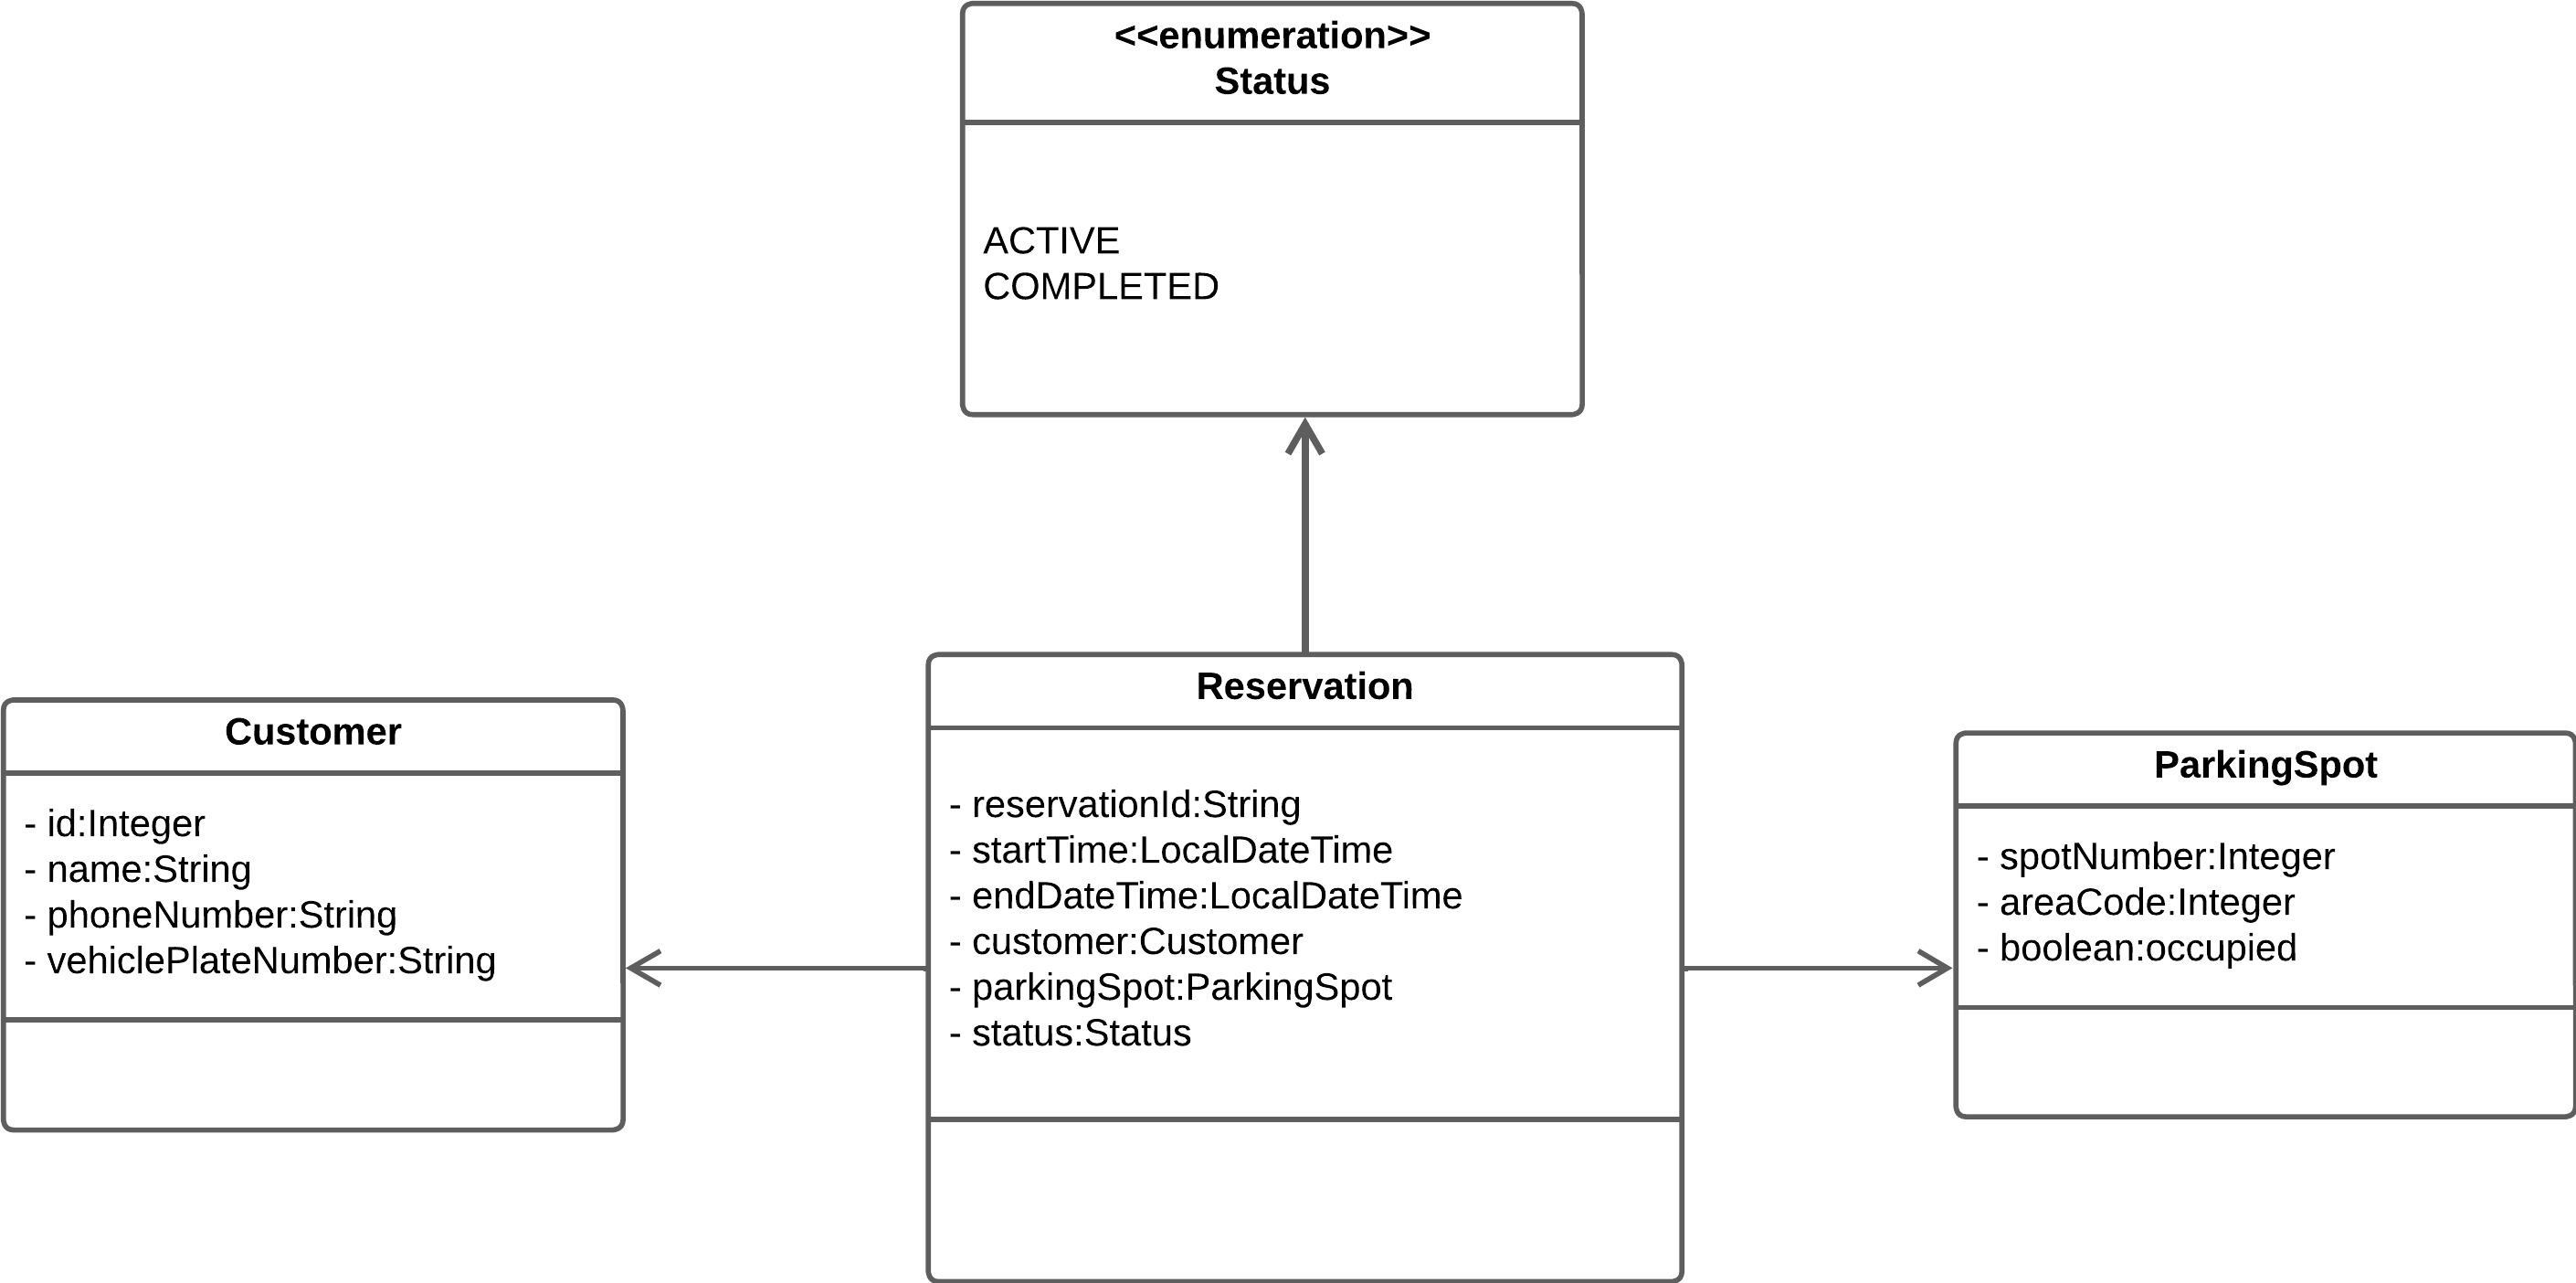 <<enumeration>>
Status
ACTIVE
COMPLETED
Customer
- id:Integer
- name:String
- phoneNumber:String
- vehiclePlateNumber:String
Reservation
- reservationId:String
- startTime:LocalDateTime
- endDateTime:LocalDateTime
- customer:Customer
- parkingSpot:ParkingSpot
- status:Status
ParkingSpot
- spotNumber:Integer
- areaCode:Integer
- boolean:occupied